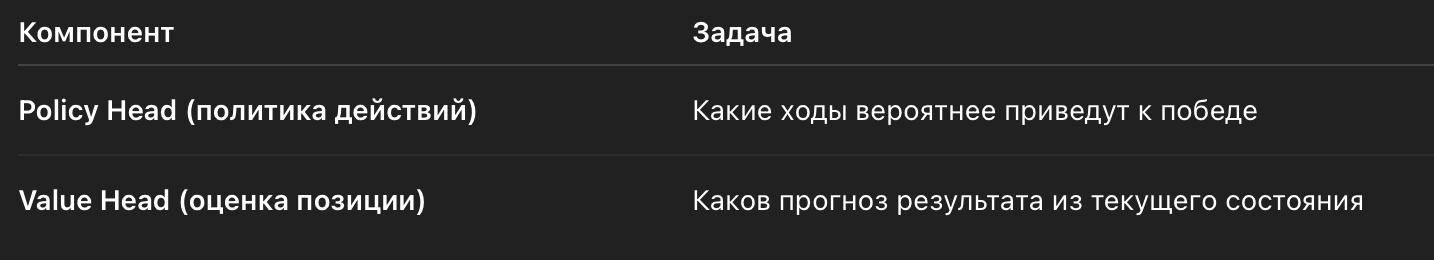 Компонент Задача
Policy Head (политика действий) Какие ходы вероятнее приведут к победе
Value Head (оценка позиции) Каков прогноз результата из текущего состояния